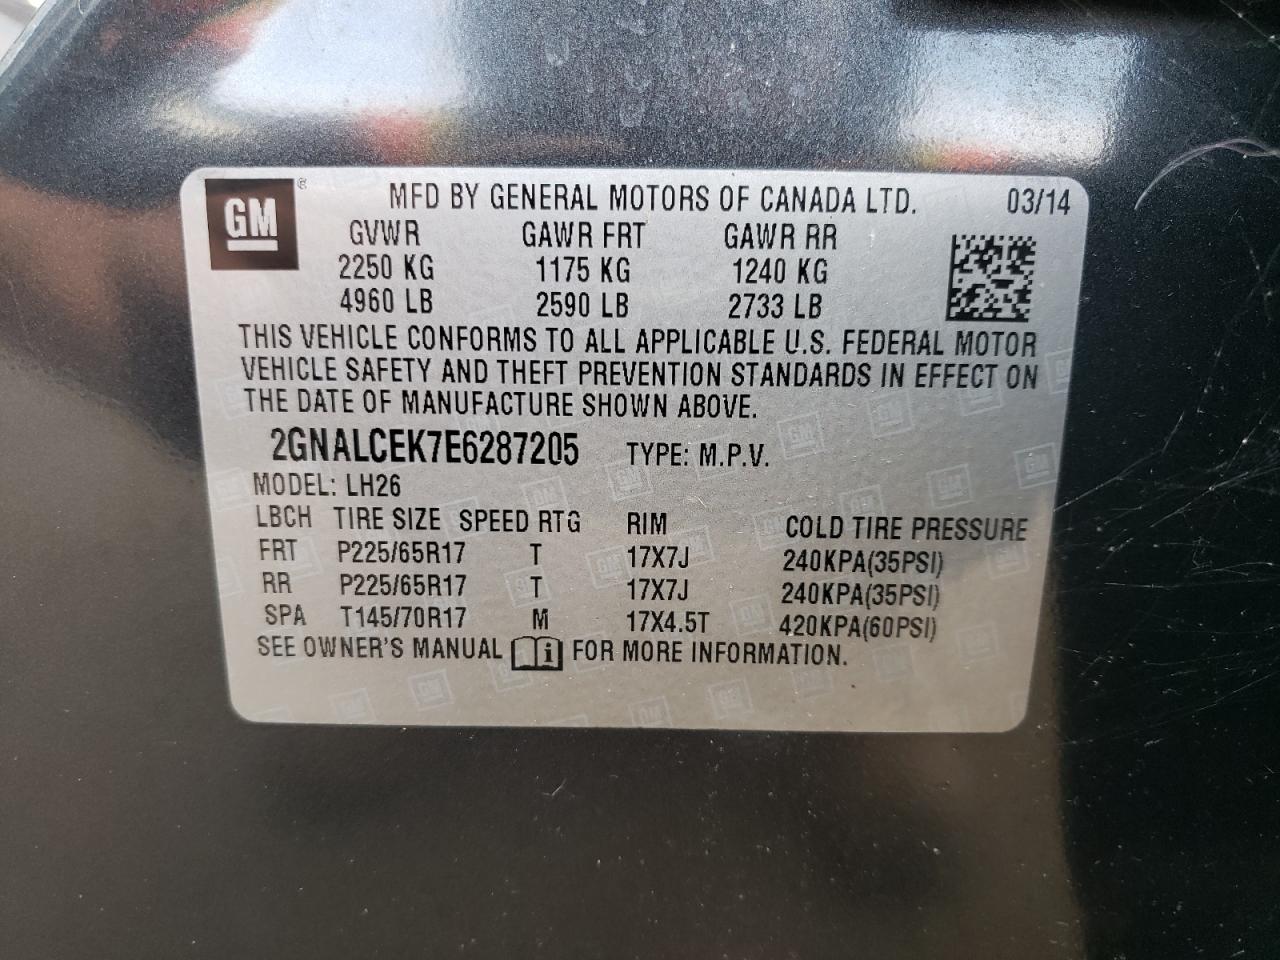 GM ® MFD BY GENERAL MOTORS OF CANADA LTD. 03/14
GVWR GAWR FRT GAWR RR
2250 KG 1175 KG 1240 KG
4960 LB 2590 LB 2733 LB
THIS VEHICLE CONFORMS TO ALL APPLICABLE U.S. FEDERAL MOTOR
VEHICLE SAFETY AND THEFT PREVENTION STANDARDS IN EFFECT ON
THE DATE OF MANUFACTURE SHOWN ABOVE.
2GNALCEK7E6287205 TYPE: M.P.V.
MODEL: LH26
LBCH TIRE SIZE SPEED RTG RIM COLD TIRE PRESSURE
FRT P225/65R17 T 17X7J 240KPA(35PSI)
RR P225/65R17 T 17X7J 240KPA(35PSI)
SPA T145/70R17 M 17X4.5T 420KPA(60PSI)
SEE OWNER'S MANUAL i FOR MORE INFORMATION.